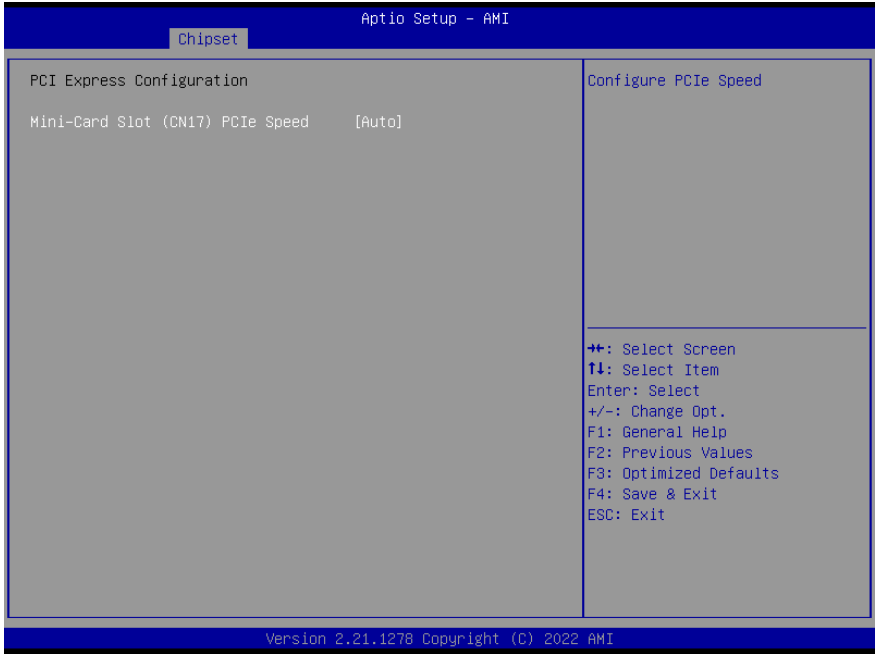 Aptio Setup – AMI
Chipset
PCI Express Configuration
Mini-Card Slot (CN17) PCIe Speed [Auto]
Configure PCIe Speed
→←: Select Screen
↑↓: Select Item
Enter: Select
+/-: Change Opt.
F1: General Help
F2: Previous Values
F3: Optimized Defaults
F4: Save & Exit
ESC: Exit
Version 2.21.1278 Copyright (C) 2022 AMI